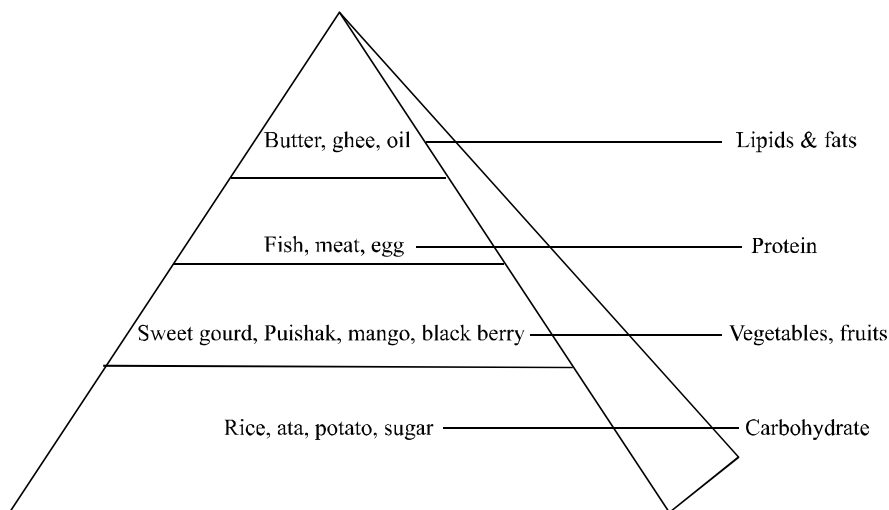 Butter, ghee, oil
Lipids & fats
Fish, meat, egg
Protein
Sweet gourd, Puishak, mango, black berry
Vegetables, fruits
Rice, ata, potato, sugar
Carbohydrate